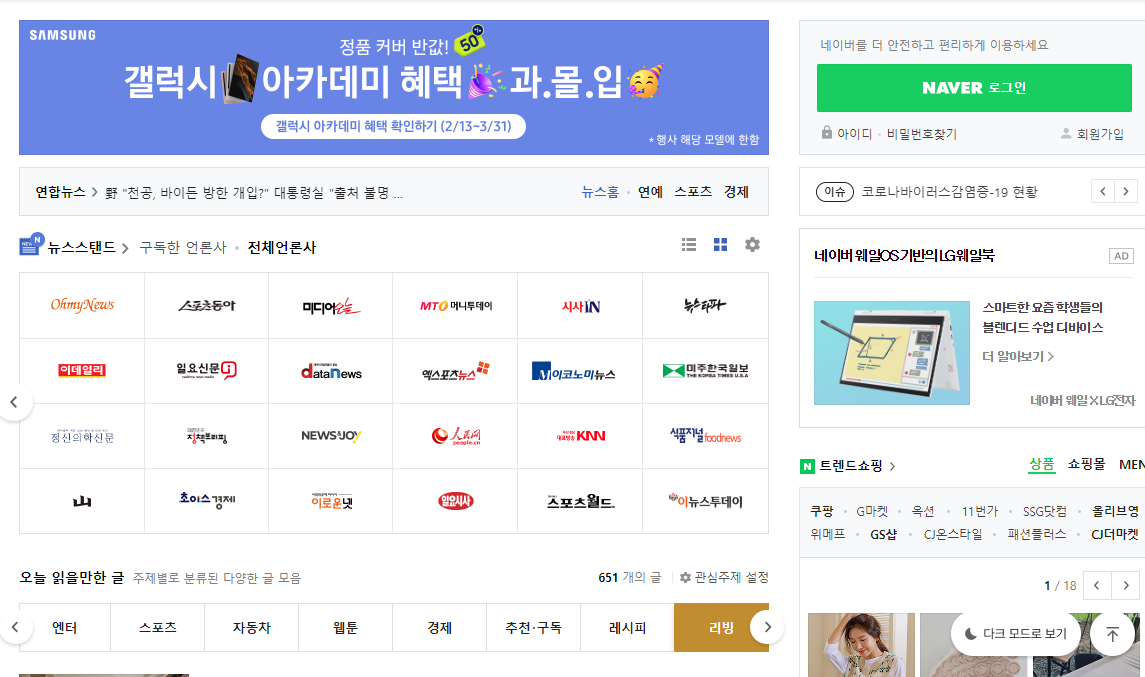 SAMSUNG
정품 커버 반값! 50%
갤럭시 아카데미 혜택 과.몰.입
갤럭시 아카데미 혜택 확인하기 (2/13~3/31)
* 행사 해당 모델에 한함
연합뉴스 > 野 "천공, 바이든 방한 개입?" 대통령실 "출처 불명 ...
뉴스홈 · 연예 스포츠 경제
뉴스스탠드 > 구독한 언론사 · 전체언론사
OhmyNews 스포츠동아 미디어오늘 MTO 머니투데이 시사IN 뉴스타파
이데일리 일요신문 dataNews 엑스포츠뉴스 M이코노미뉴스 미주한국일보 THE KOREA TIMES U.S.A
정신의학신문 대한민국 정책브리핑 NEWS&JOY 人民网 people.cn KNN 식품저널 foodnews
山 초이스경제 이로운넷 일요시사 스포츠월드 이뉴스투데이
오늘 읽을만한 글 주제별로 분류된 다양한 글 모음
651 개의 글 관심주제 설정
엔터 스포츠 자동차 웹툰 경제 추천·구독 레시피 리빙
네이버를 더 안전하고 편리하게 이용하세요
NAVER 로그인
아이디 · 비밀번호찾기 회원가입
이슈 코로나바이러스감염증-19 현황
네이버 웨일OS 기반의 LG 웨일북 AD
스마트한 요즘 학생들의
블렌디드 수업 디바이스
더 알아보기 >
네이버 웨일 X LG전자
N 트렌드쇼핑 > 상품 쇼핑몰 MEN
쿠팡 · G마켓 · 옥션 · 11번가 · SSG닷컴 · 올리브영
위메프 · GS샵 · CJ온스타일 · 패션플러스 · CJ더마켓
1 / 18
다크 모드로 보기